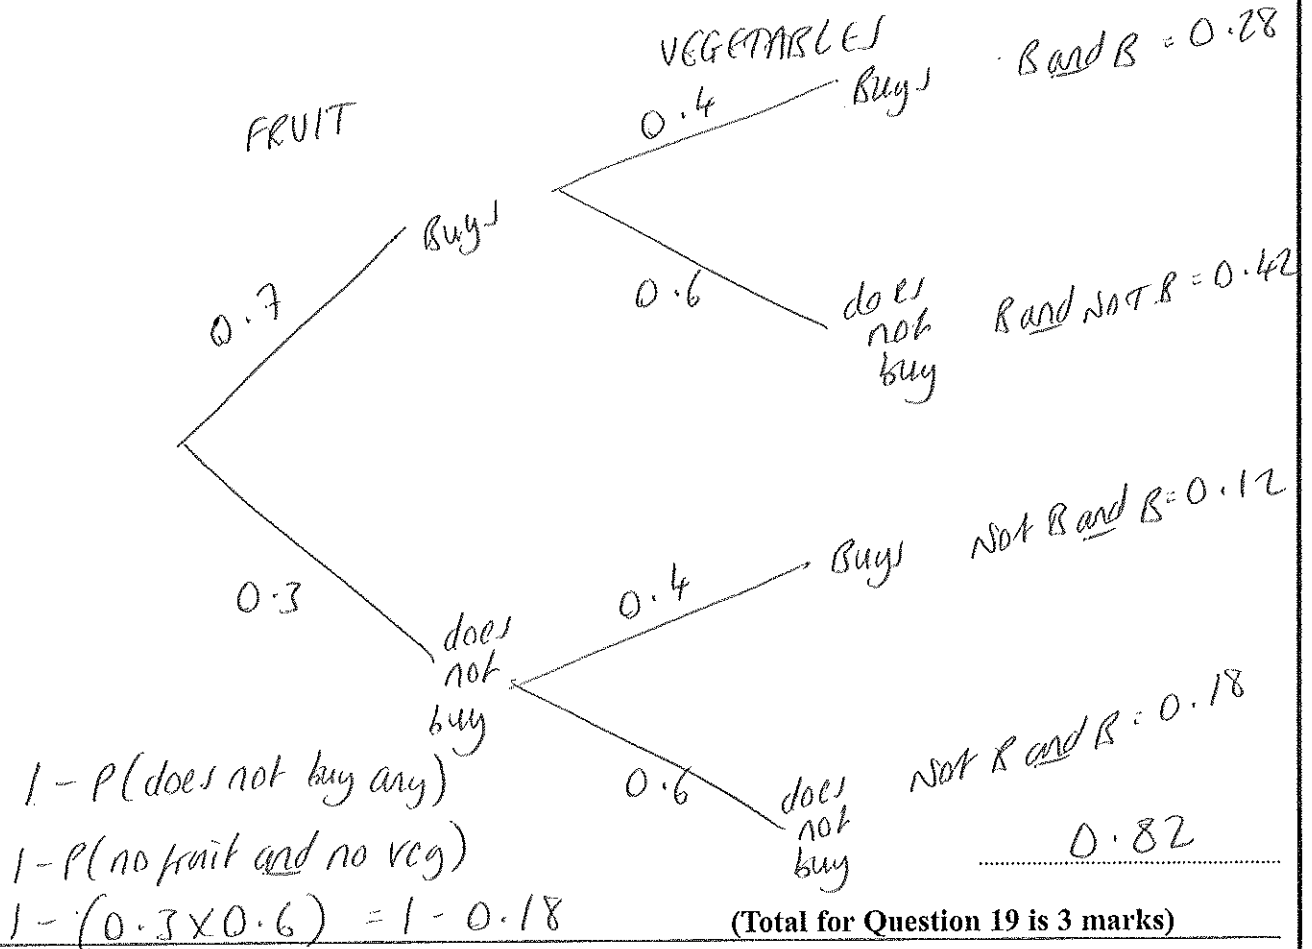 VEGETABLES
Buys
B and B = 0.28
0.4
FRUIT
Buys
0.6
does
not
buy
B and NOT B = 0.42
0.7
0.3
does
not
buy
0.4
Buys
Not B and B = 0.12
0.6
does
not
buy
Not B and B = 0.18
1 - P(does not buy any)
1 - P(no fruit and no veg)
1 - (0.3 x 0.6) = 1 - 0.18
0.82
(Total for Question 19 is 3 marks)